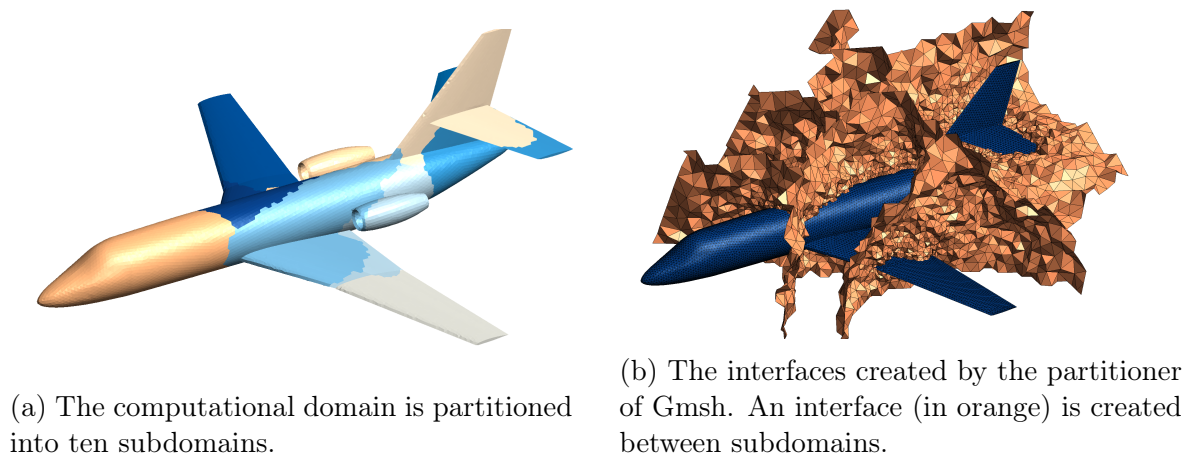 (a) The computational domain is partitioned
into ten subdomains.
(b) The interfaces created by the partitioner
of Gmsh. An interface (in orange) is created
between subdomains.